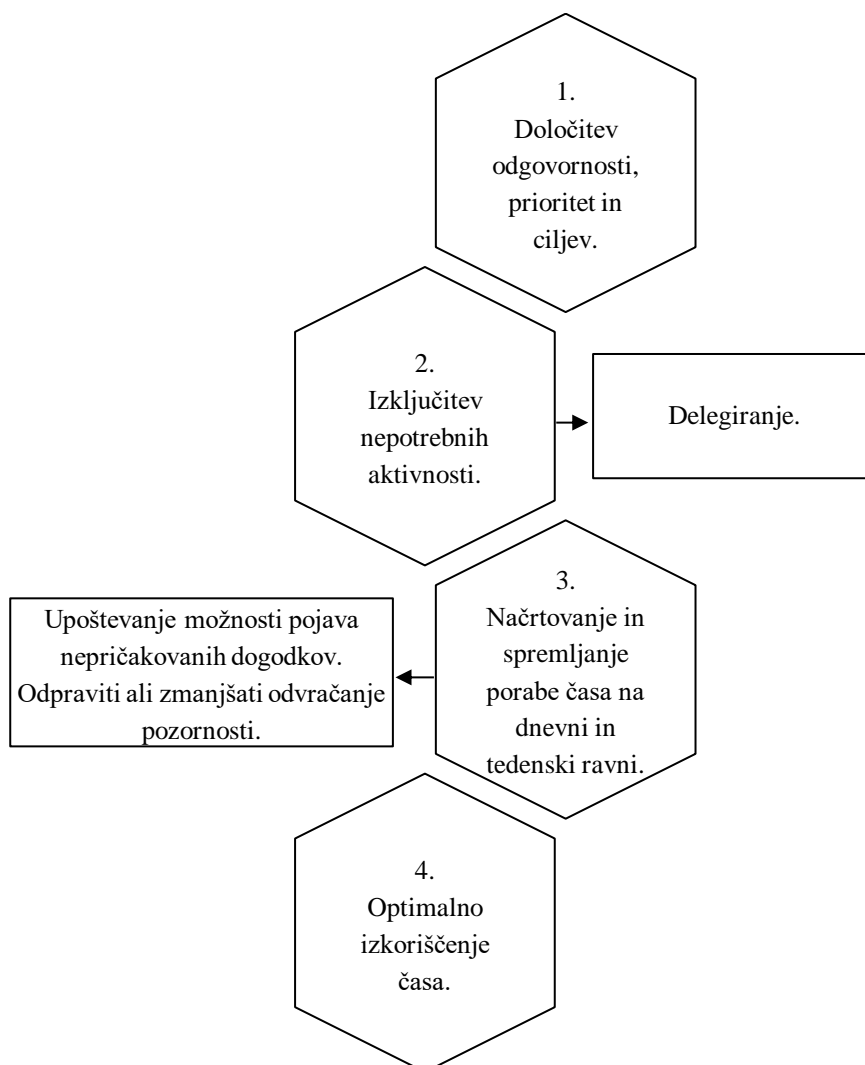 1.
Določitev
odgovornosti,
prioritet in
ciljev.
2.
Izključitev
nepotrebnih
aktivnosti.
Delegiranje.
3.
Načrtovanje in
spremljanje
porabe časa na
dnevni in
tedenski ravni.
Upoštevanje možnosti pojava
nepričakovanih dogodkov.
Odpraviti ali zmanjšati odvračanje
pozornosti.
4.
Optimalno
izkoriščenje
časa.